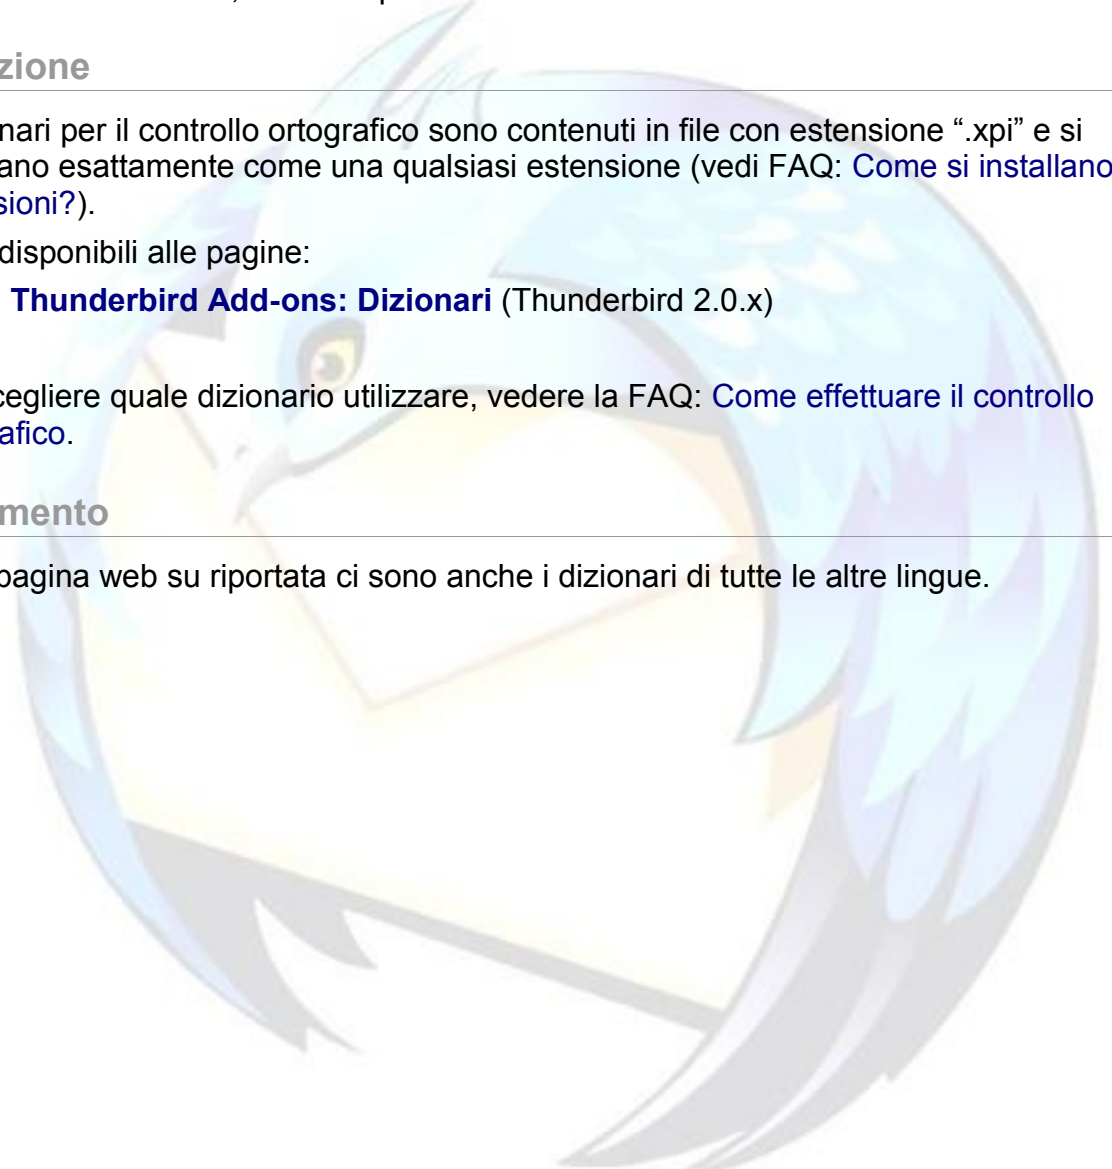 zione
nari per il controllo ortografico sono contenuti in file con estensione “.xpi” e si
ano esattamente come una qualsiasi estensione (vedi FAQ: Come si installano
sioni?).
disponibili alle pagine:
Thunderbird Add-ons: Dizionari (Thunderbird 2.0.x)
cegliere quale dizionario utilizzare, vedere la FAQ: Come effettuare il controllo
afico.
mento
pagina web su riportata ci sono anche i dizionari di tutte le altre lingue.